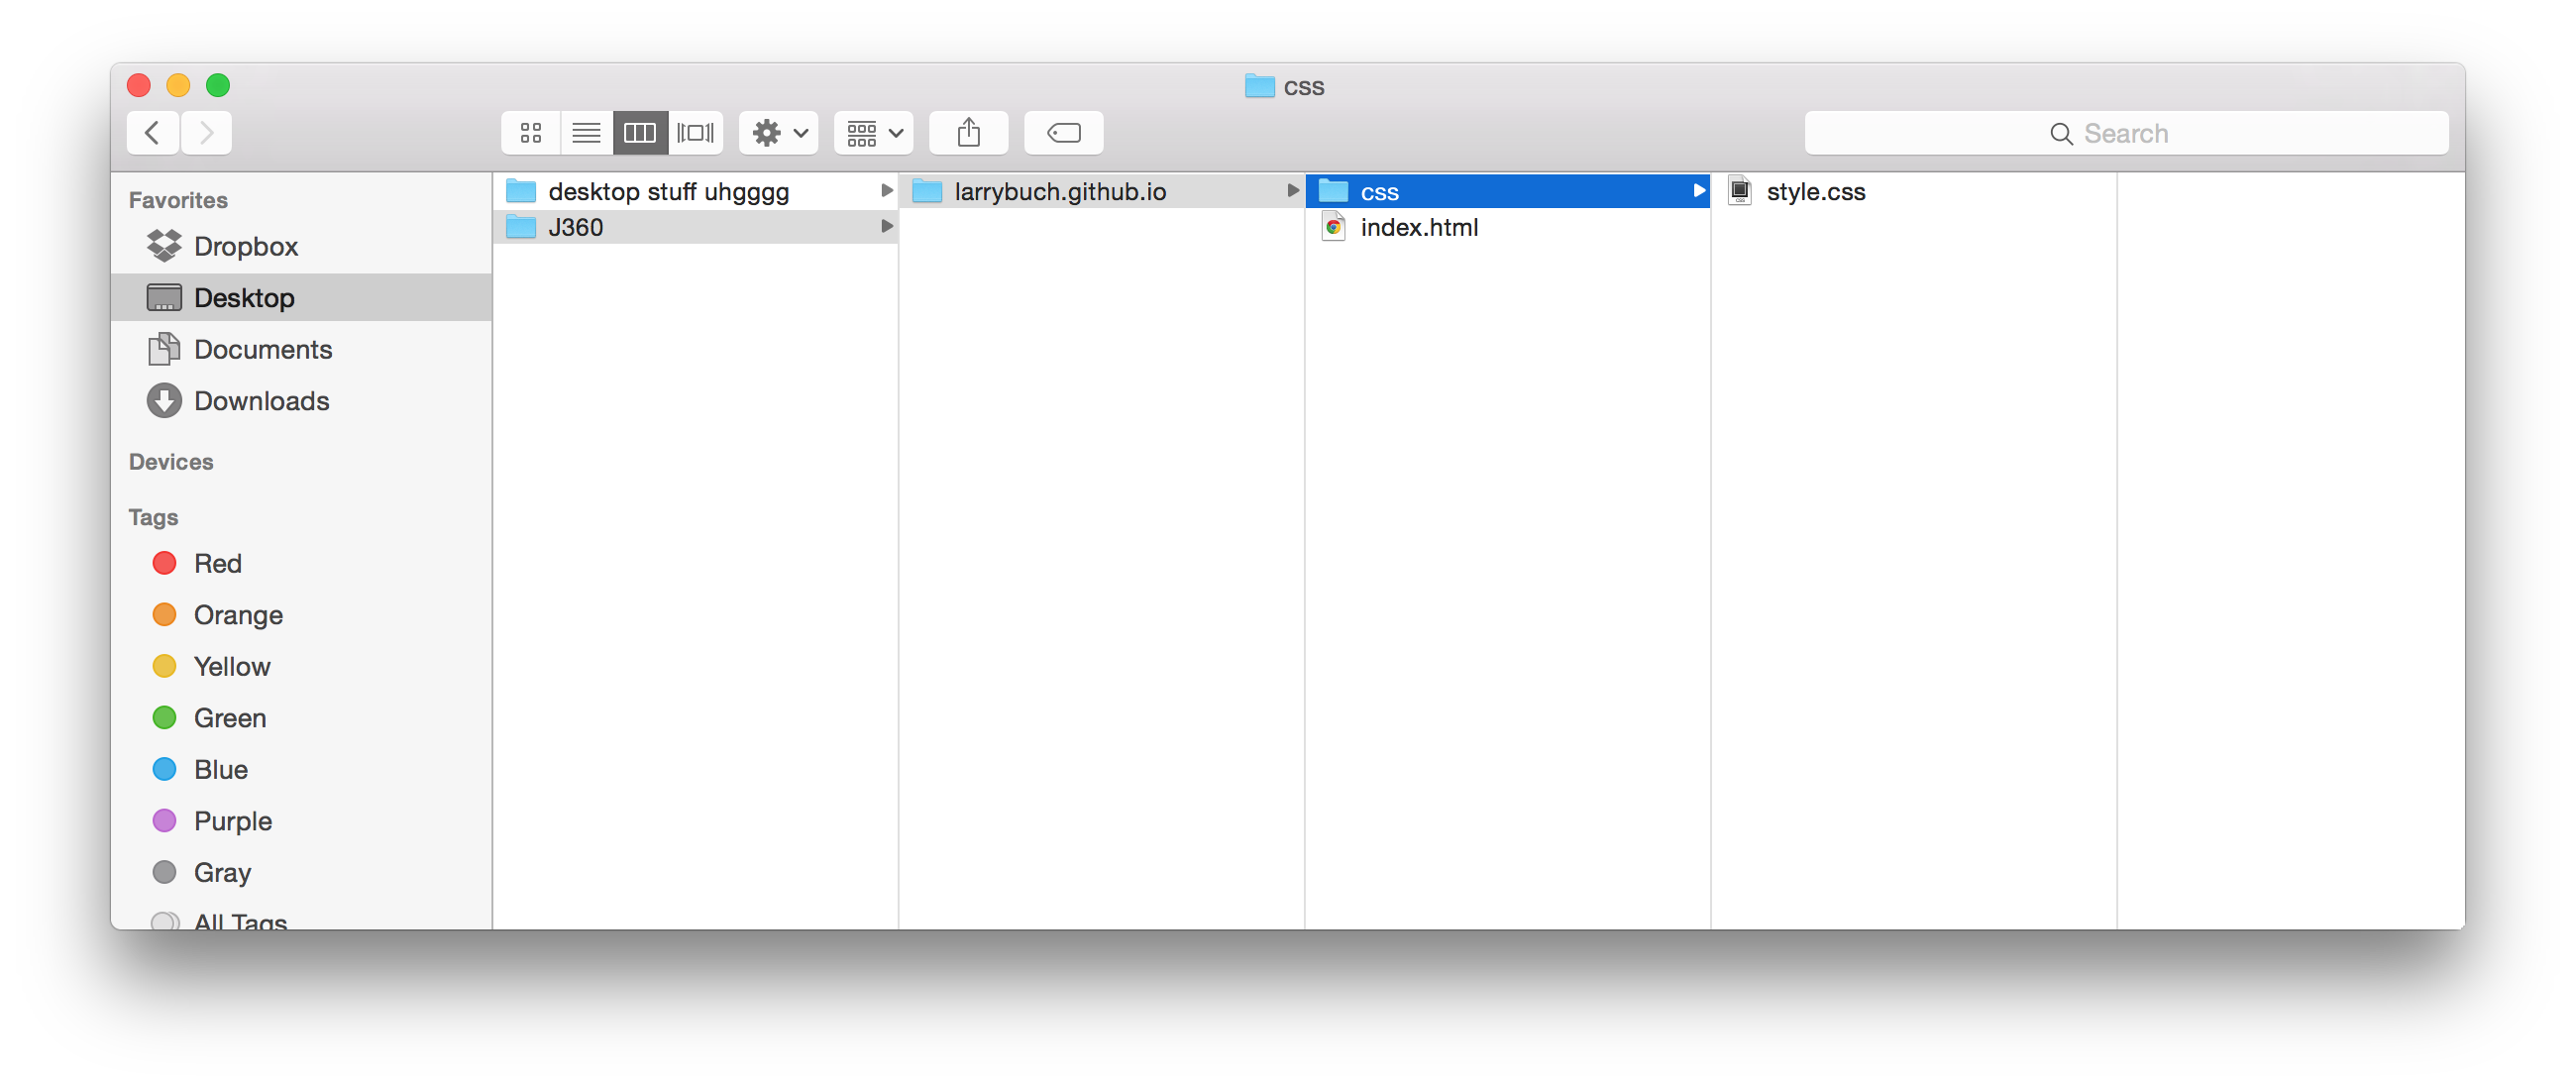 css
Search
Favorites
Dropbox
Desktop
Documents
Downloads
Devices
Tags
Red
Orange
Yellow
Green
Blue
Purple
Gray
All Tags
desktop stuff uhgggg
J360
larrybuch.github.io
css
index.html
style.css